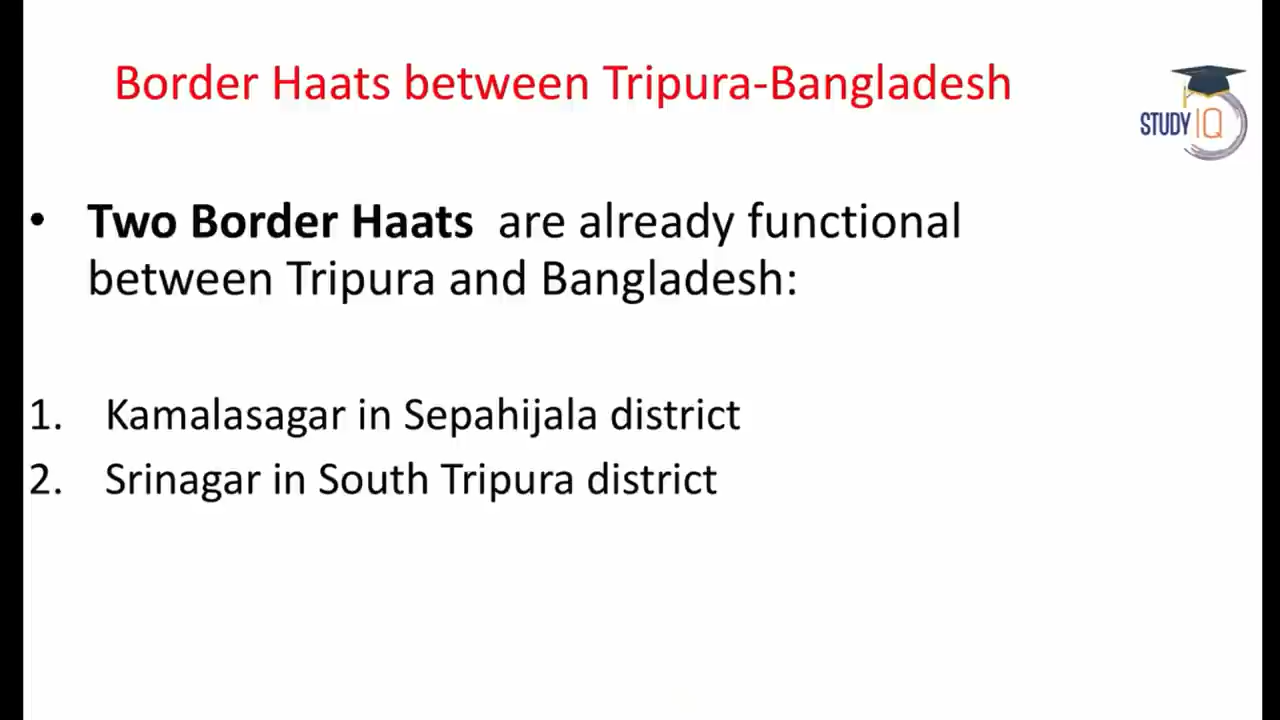 Border Haats between Tripura-Bangladesh
STUDY IQ
• Two Border Haats are already functional
between Tripura and Bangladesh:
1. Kamalasagar in Sepahijala district
2. Srinagar in South Tripura district